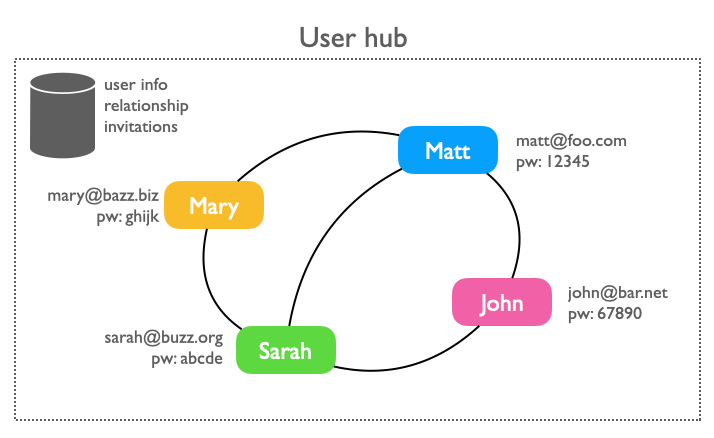 User hub
user info
relationship
invitations
Matt
matt@foo.com
pw: 12345
mary@bazz.biz
pw: ghijk
Mary
John
john@bar.net
pw: 67890
sarah@buzz.org
pw: abcde
Sarah